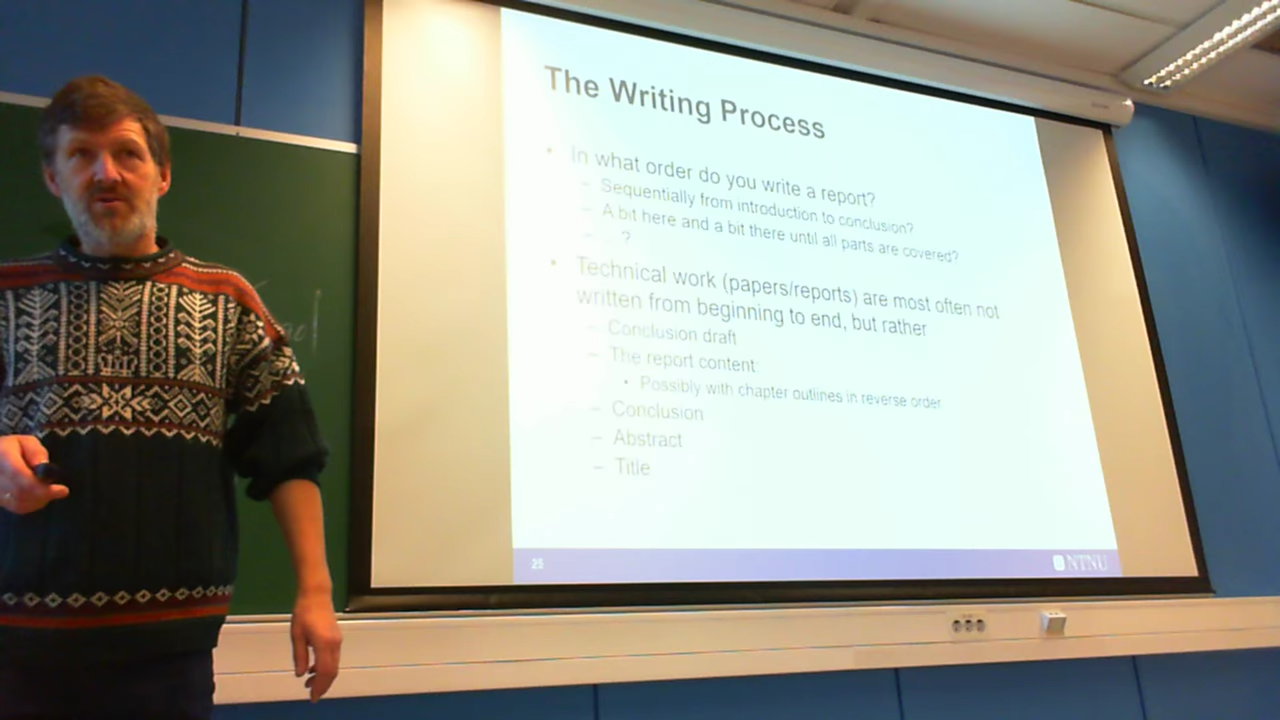 The Writing Process
• In what order do you write a report?
– Sequentially from introduction to conclusion?
– A bit here and a bit there until all parts are covered?
– ?
• Technical work (papers/reports) are most often not
written from beginning to end, but rather
– Conclusion draft
– The report content:
• Possibly with chapter outlines in reverse order
– Conclusion
– Abstract
– Title
25
NTNU